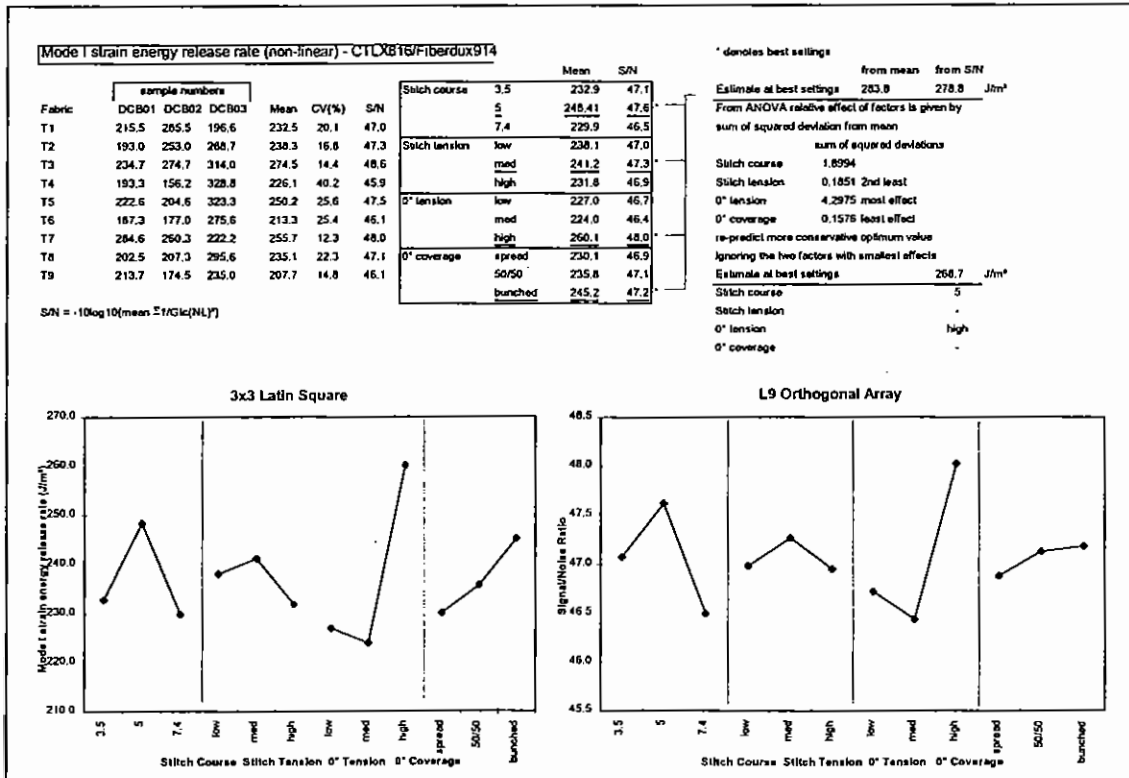 Mode I strain energy release rate (non-linear) - CTLX816/Fiberdux914
sample numbers
Fabric DCB01 DCB02 DCB03 Mean CV(%) S/N
T1 215,5 285,5 196,6 232,5 20,1 47,0
T2 193,0 253,0 268,7 238,3 16,8 47,3
T3 234,7 274,7 314,0 274,5 14,4 48,6
T4 193,3 156,2 328,8 226,1 40,2 45,9
T5 222,6 204,6 323,3 250,2 25,6 47,5
T6 187,3 177,0 275,6 213,3 25,4 46,1
T7 284,6 260,3 222,2 255,7 12,3 48,0
T8 202,5 207,3 295,6 235,1 22,3 47,1
T9 213,7 174,5 235,0 207,7 14,8 46,1
S/N = -10log10{mean Σ1/GIc(NL)²}
Mean S/N
Stitch course 3,5 232,9 47,1
5 248,41 47,6 *
7,4 229,9 46,5
Stitch tension low 238,1 47,0
med 241,2 47,3 *
high 231,8 46,9
0° tension low 227,0 46,7
med 224,0 46,4
high 260,1 48,0 *
0° coverage spread 230,1 46,9
50/50 235,8 47,1
bunched 245,2 47,2 *
* denotes best settings
from mean from S/N
Estimate at best settings 283,8 278,8 J/m²
From ANOVA relative effect of factors is given by
sum of squared deviation from mean
sum of squared deviations
Stitch course 1,8994
Stitch tension 0,1851 2nd least
0° tension 4,2975 most effect
0° coverage 0,1576 least effect
re-predict more conservative optimum value
Ignoring the two factors with smallest effects
Estimate at best settings 268,7 J/m²
Stitch course 5
Stitch tension -
0° tension high
0° coverage -
3x3 Latin Square
Mode I strain energy release rate (J/m²)
270.0
260.0
250.0
240.0
230.0
220.0
210.0
3.5 5 7.4 low med high low med high spread 50/50 bunched
Stitch Course Stitch Tension 0° Tension 0° Coverage
L9 Orthogonal Array
Signal/Noise Ratio
48.5
48.0
47.5
47.0
46.5
46.0
45.5
3.5 5 7.4 low med high low med high spread 50/50 bunched
Stitch Course Stitch Tension 0° Tension 0° Coverage